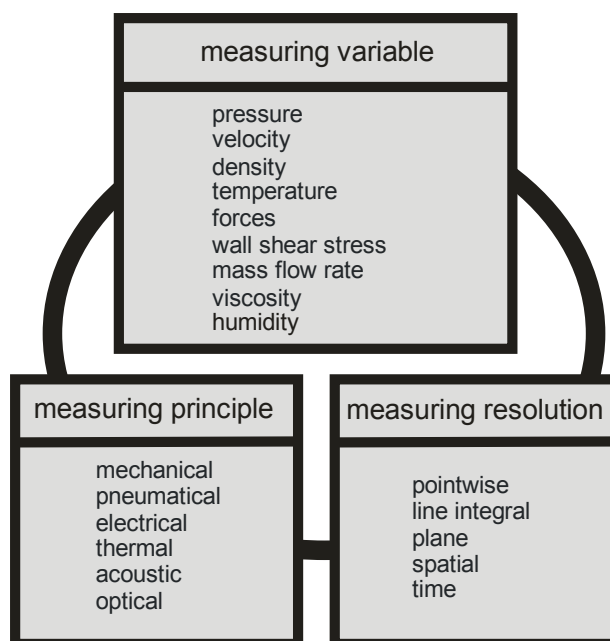 measuring variable
pressure
velocity
density
temperature
forces
wall shear stress
mass flow rate
viscosity
humidity
measuring principle
mechanical
pneumatical
electrical
thermal
acoustic
optical
measuring resolution
pointwise
line integral
plane
spatial
time